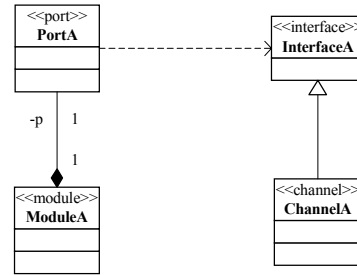 <<port>>
PortA
<<interface>>
InterfaceA
-p 1
1
<<module>>
ModuleA
<<channel>>
ChannelA